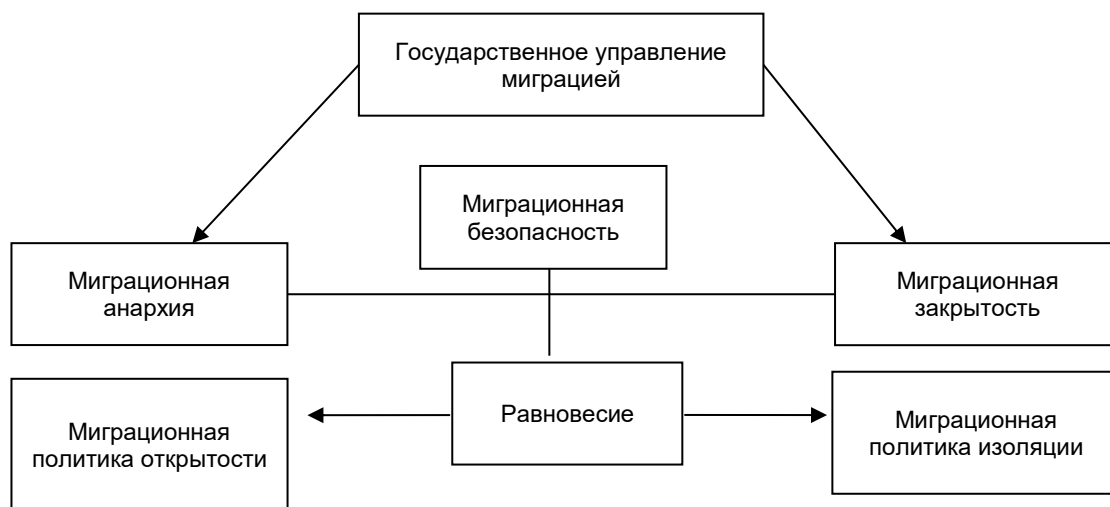 Государственное управление
миграцией
Миграционная
безопасность
Миграционная
анархия
Миграционная
закрытость
Миграционная
политика открытости
Равновесие
Миграционная
политика изоляции